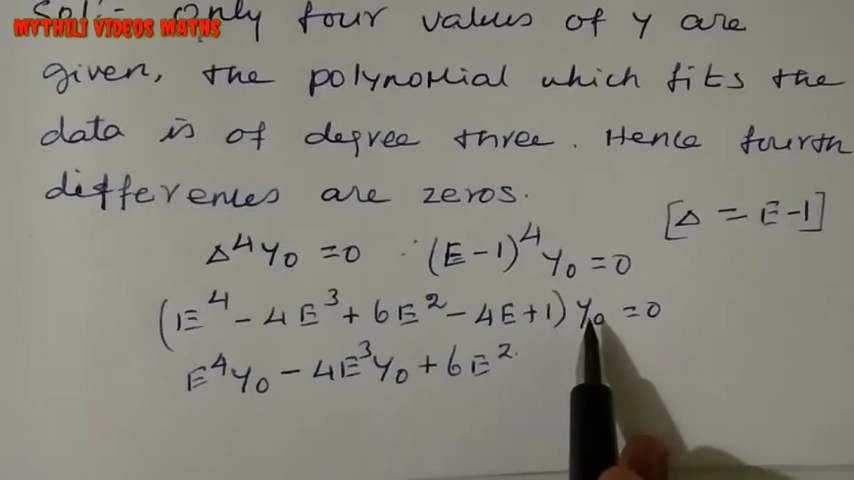 Sol:- Only four values of y are
MYTHILI VIDEOS MATHS
given, the polynomial which fits the
data is of degree three. Hence fourth
differences are zeros.
[Δ = E-1]
Δ⁴y₀ = 0 ∴ (E-1)⁴ y₀ = 0
(E⁴ - 4E³ + 6E² - 4E + 1) y₀ = 0
E⁴y₀ - 4E³y₀ + 6E²